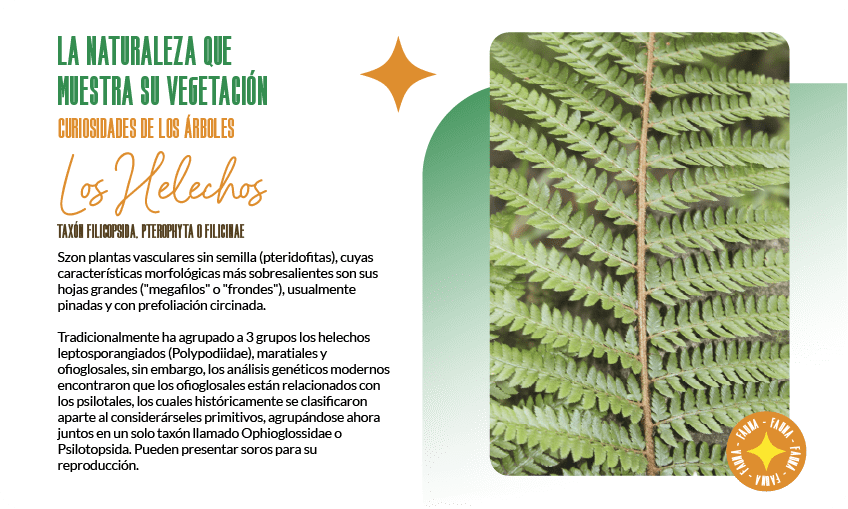 LA NATURALEZA QUE
MUESTRA SU VEGETACIÓN
CURIOSIDADES DE LOS ÁRBOLES
Los Helechos
TAXÓN FILICOPSIDA, PTEROPHYTA O FILICINAE
Szon plantas vasculares sin semilla (pteridofitas), cuyas
características morfológicas más sobresalientes son sus
hojas grandes ("megafilos" o "frondes"), usualmente
pinadas y con prefoliación circinada.
Tradicionalmente ha agrupado a 3 grupos los helechos
leptosporangiados (Polypodiidae), maratiales y
ofioglosales, sin embargo, los análisis genéticos modernos
encontraron que los ofioglosales están relacionados con
los psilotales, los cuales históricamente se clasificaron
aparte al considerárseles primitivos, agrupándose ahora
juntos en un solo taxón llamado Ophioglossidae o
Psilotopsida. Pueden presentar soros para su
reproducción.
FAUNA - FAUNA - FAUNA - FAUNA -